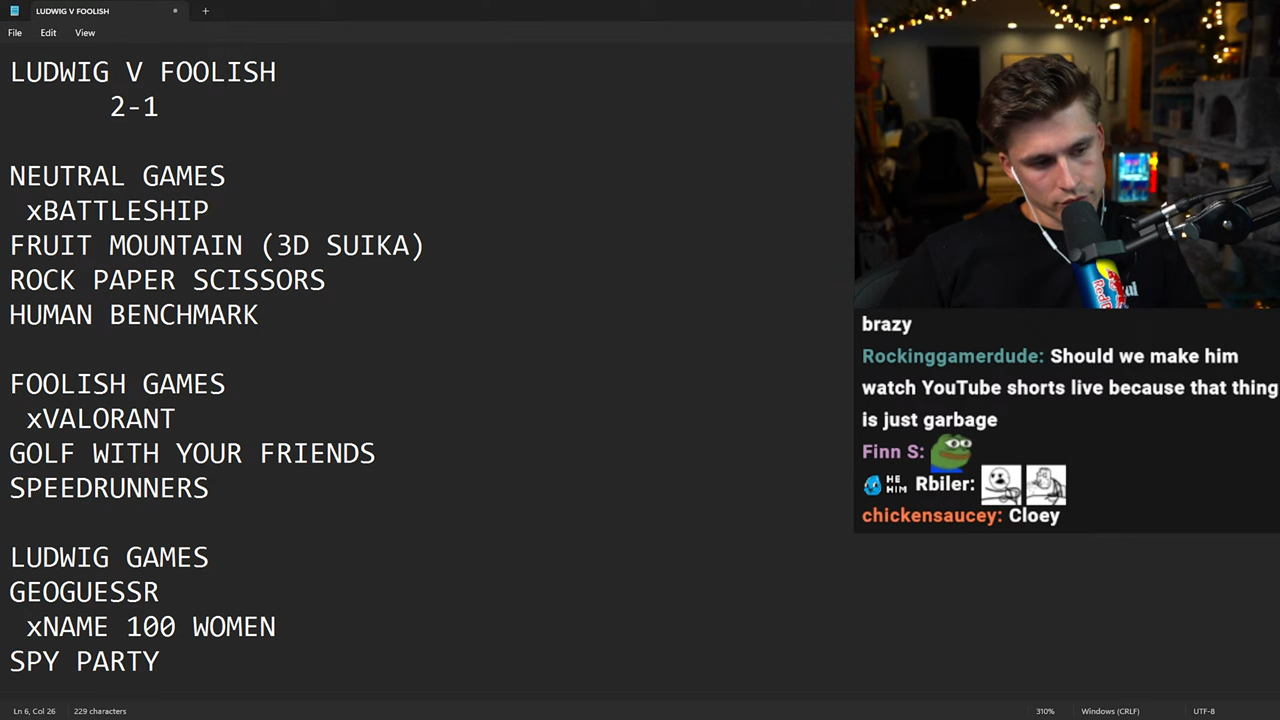 LUDWIG V FOOLISH
File
Edit
View
LUDWIG V FOOLISH
2-1
NEUTRAL GAMES
xBATTLESHIP
FRUIT MOUNTAIN (3D SUIKA)
ROCK PAPER SCISSORS
HUMAN BENCHMARK
FOOLISH GAMES
xVALORANT
GOLF WITH YOUR FRIENDS
SPEEDRUNNERS
LUDWIG GAMES
GEOGUESSR
xNAME 100 WOMEN
SPY PARTY
brazy
Rockinggamerdude: Should we make him
watch YouTube shorts live because that thing
is just garbage
Finn S:
HE HIM Rbiler:
chickensaucey: Cloey
Ln 6, Col 26
229 characters
310%
Windows (CRLF)
UTF-8